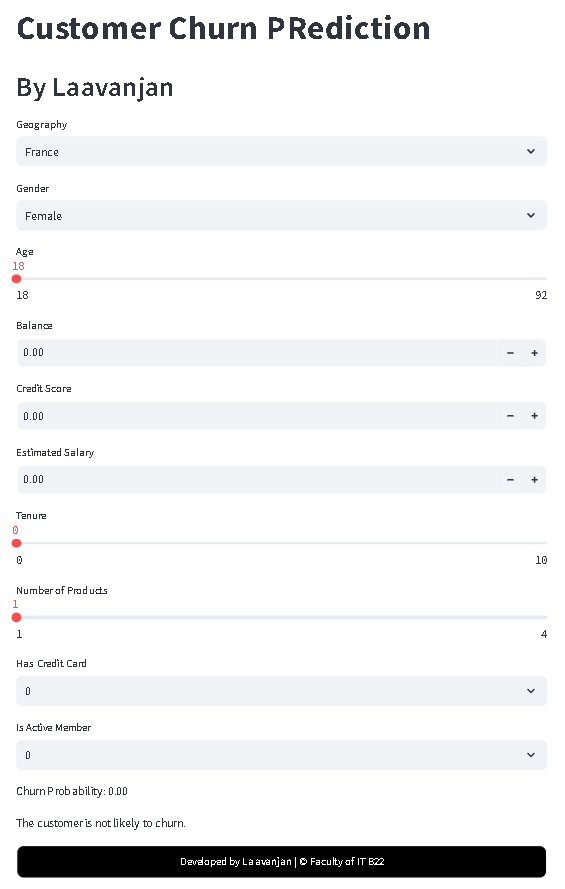 Customer Churn PRediction
By Laavanjan
Geography
France
Gender
Female
Age
18
18 92
Balance
0.00 − +
Credit Score
0.00 − +
Estimated Salary
0.00 − +
Tenure
0
0 10
Number of Products
1
1 4
Has Credit Card
0
Is Active Member
0
Churn Probability: 0.00
The customer is not likely to churn.
Developed by Laavanjan | © Faculty of IT B22